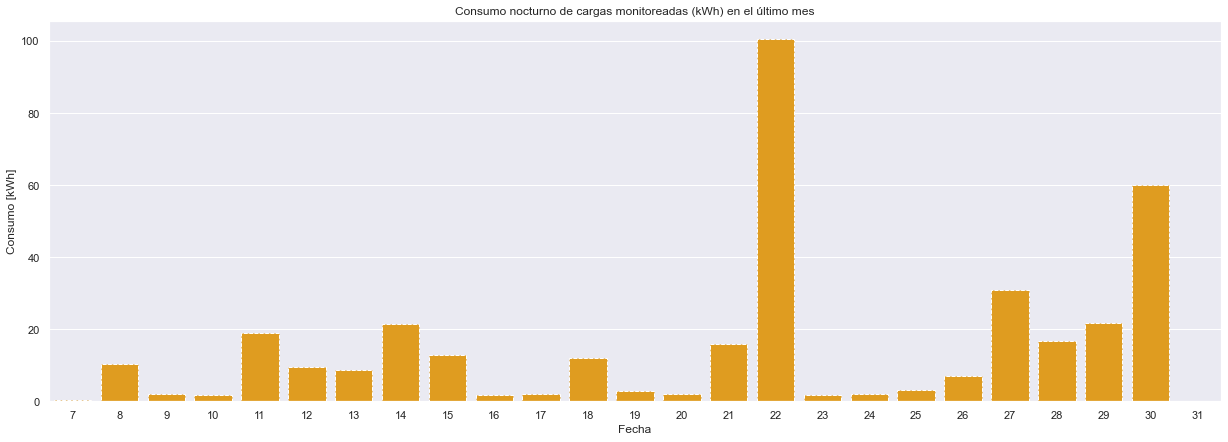 Consumo nocturno de cargas monitoreadas (kWh) en el último mes
Consumo [kWh]
100
80
60
40
20
0
7 8 9 10 11 12 13 14 15 16 17 18 19 20 21 22 23 24 25 26 27 28 29 30 31
Fecha